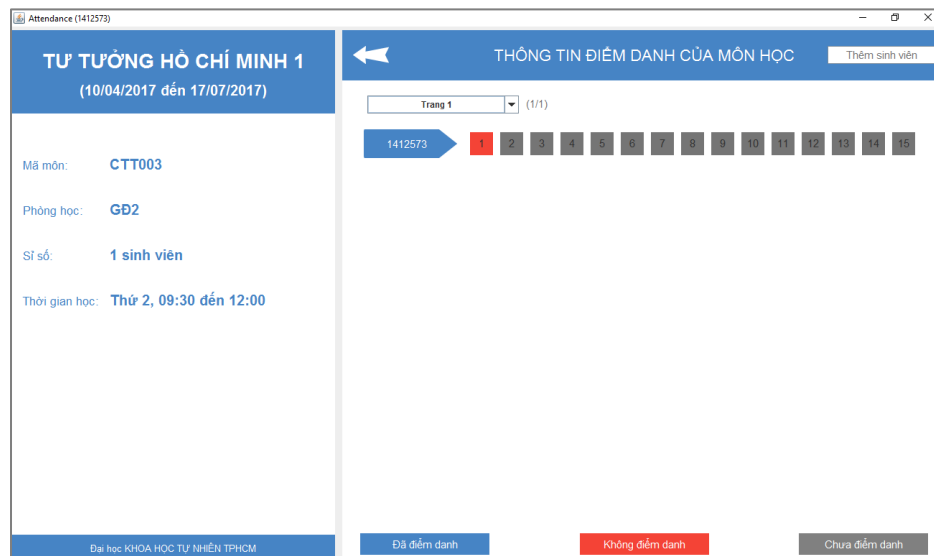 Attendance (1412573)
TƯ TƯỞNG HỒ CHÍ MINH 1
(10/04/2017 đến 17/07/2017)
Mã môn: CTT003
Phòng học: GĐ2
Sĩ số: 1 sinh viên
Thời gian học: Thứ 2, 09:30 đến 12:00
Đại học KHOA HỌC TỰ NHIÊN TPHCM
THÔNG TIN ĐIỂM DANH CỦA MÔN HỌC
Thêm sinh viên
Trang 1 (1/1)
1412573 1 2 3 4 5 6 7 8 9 10 11 12 13 14 15
Đã điểm danh Không điểm danh Chưa điểm danh